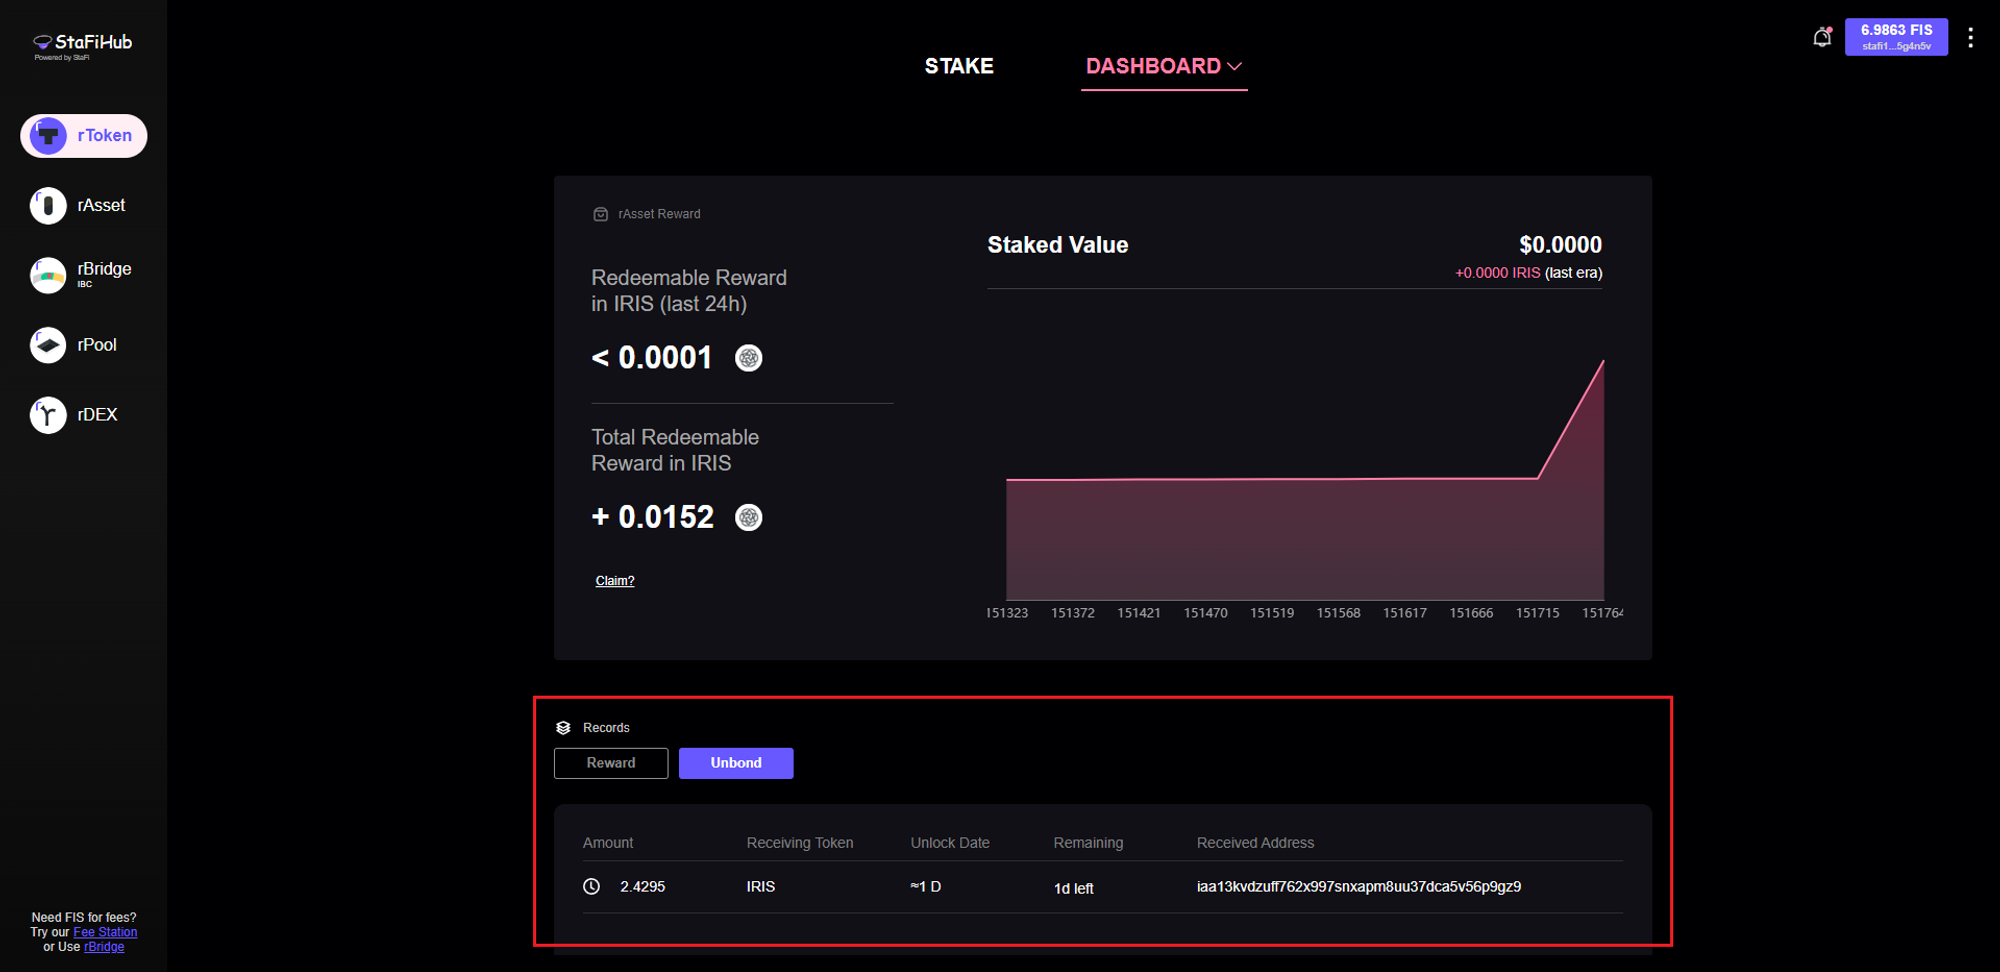 StaFiHub
Powered by StaFi
rToken
rAsset
rBridge
IBC
rPool
rDEX
Need FIS for fees?
Try our Fee Station
or Use rBridge
STAKE
DASHBOARD
6.9863 FIS
stafi1...5g4n5v
rAsset Reward
Redeemable Reward
in IRIS (last 24h)
< 0.0001
Total Redeemable
Reward in IRIS
+ 0.0152
Claim?
Staked Value
$0.0000
+0.0000 IRIS (last era)
151323 151372 151421 151470 151519 151568 151617 151666 151715 151764
Records
Reward
Unbond
Amount Receiving Token Unlock Date Remaining Received Address
2.4295 IRIS ≈1 D 1d left iaa13kvdzuff762x997snxapm8uu37dca5v56p9gz9